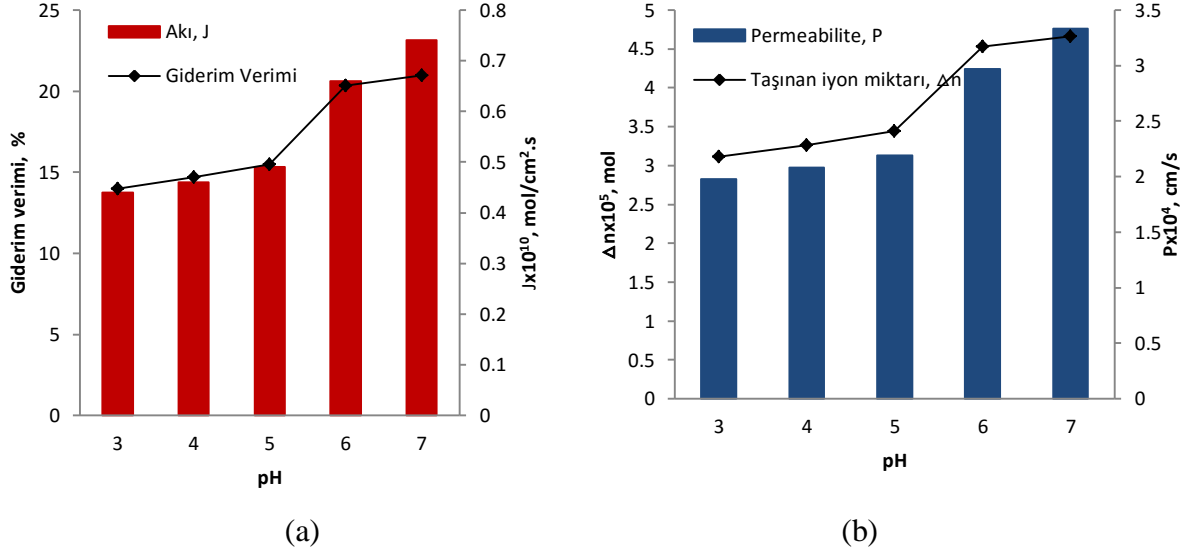 Akı, J
Giderim Verimi
25
20
15
10
5
0
Giderim verimi, %
0.8
0.7
0.6
0.5
0.4
0.3
0.2
0.1
0
Jx10¹⁰, mol/cm².s
3 4 5 6 7
pH
(a)
Permeabilite, P
Taşınan iyon miktarı, Δn
5
4.5
4
3.5
3
2.5
2
1.5
1
0.5
0
Δnx10⁵, mol
3.5
3
2.5
2
1.5
1
0.5
0
Px10⁴, cm/s
3 4 5 6 7
pH
(b)